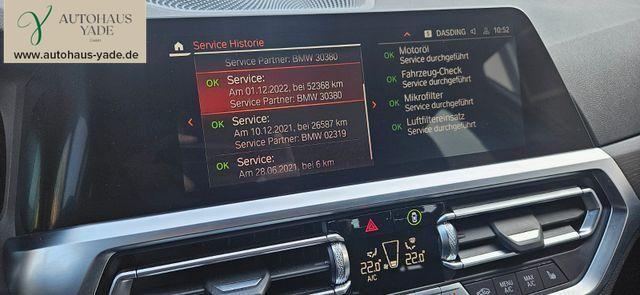 AUTOHAUS
YADE
www.autohaus-yade.de
DASDING
10:52
Service Historie
Service Partner: BMW 30380
OK Service:
Am 01.12.2022, bei 52368 km
Service Partner: BMW 30380
OK Service:
Am 10.12.2021, bei 26587 km
Service Partner: BMW 02319
OK Service:
Am 28.06.2021, bei 6 km
OK Motoröl
Service durchgeführt
OK Fahrzeug-Check
Service durchgeführt
OK Mikrofilter
Service durchgeführt
OK Luftfiltereinsatz
Service durchgeführt
22.0
A/C
22.0
A/C
MENU
A/C
MAX
A/C